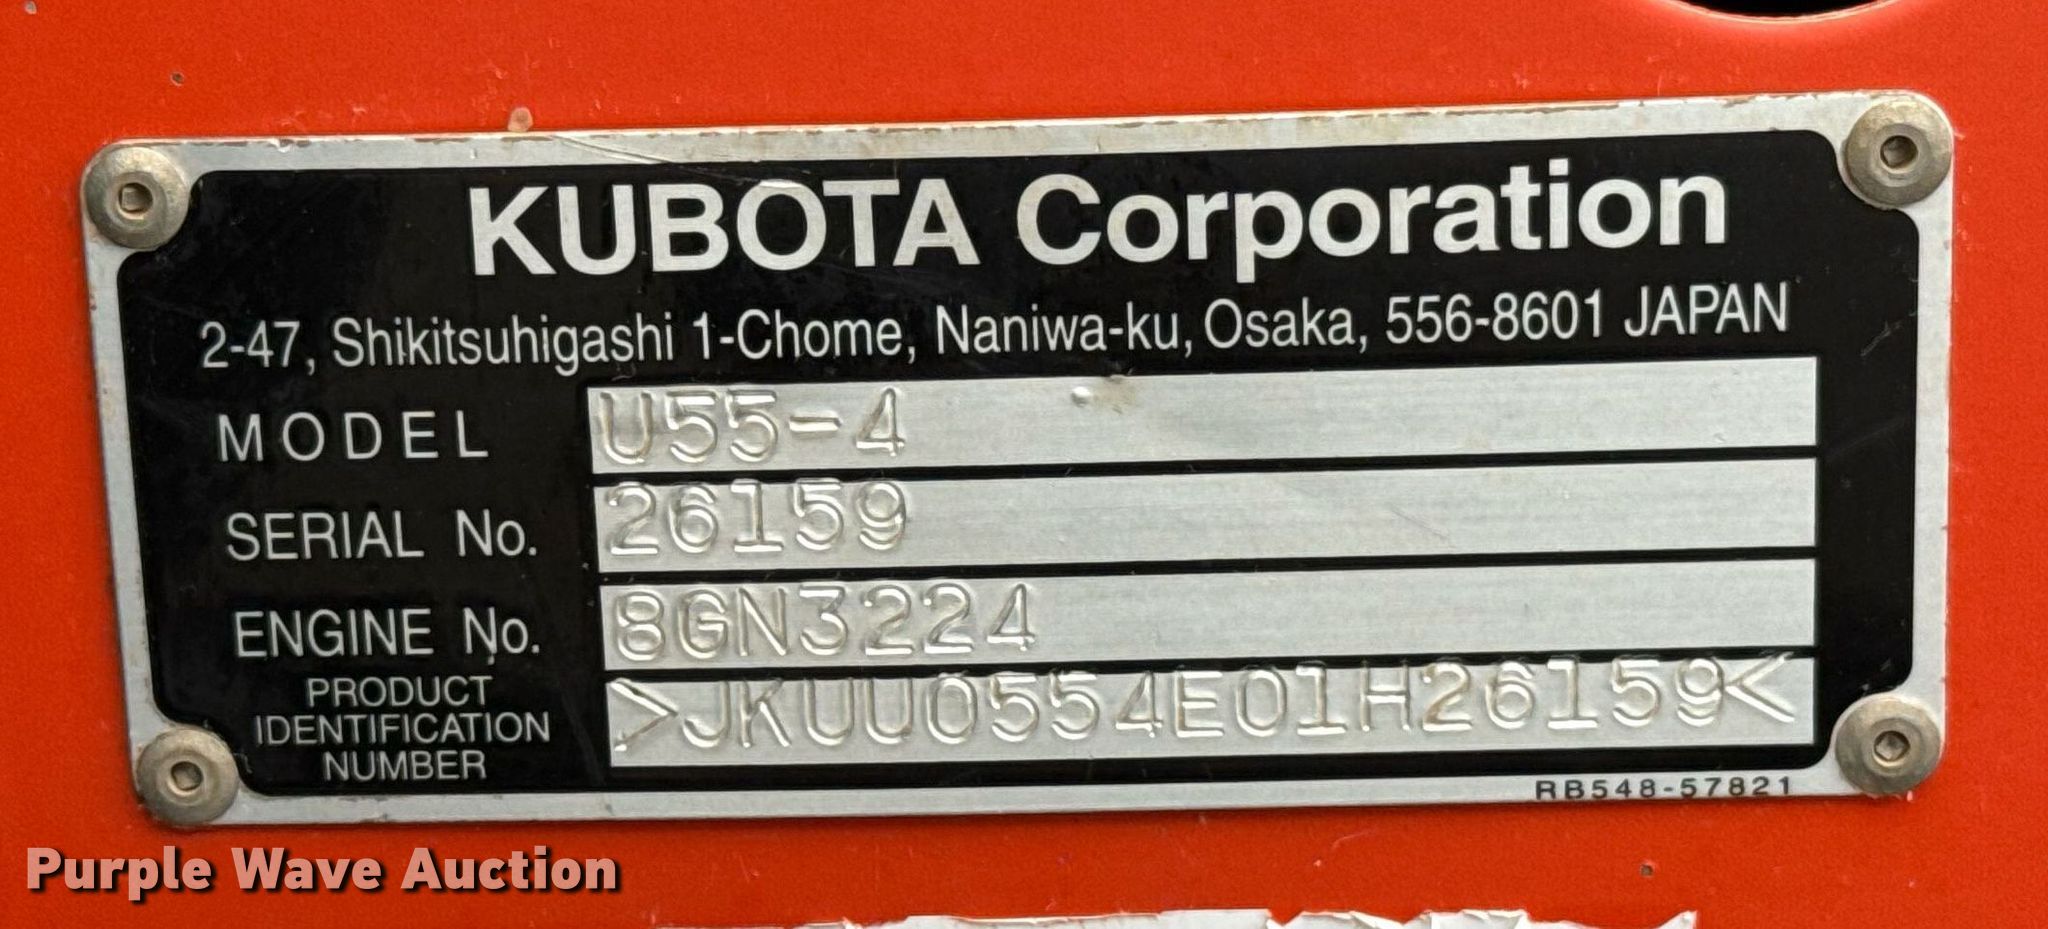 KUBOTA Corporation
2-47, Shikitsuhigashi 1-Chome, Naniwa-ku, Osaka, 556-8601 JAPAN
MODEL U55-4
SERIAL No. 26159
ENGINE No. 8GN3224
PRODUCT IDENTIFICATION NUMBER >JKUU0554E01H26159<
RB548-57821
Purple Wave Auction